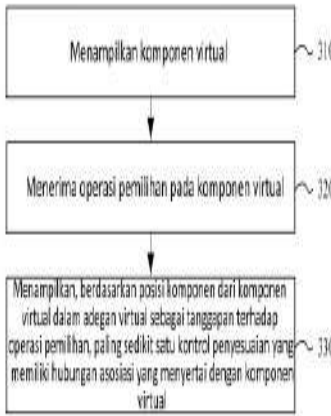 Menampilkan komponen virtual
310
Menerima operasi pemilihan pada komponen virtual
320
Menampilkan, berdasarkan posisi komponen dari komponen
virtual dalam adegan virtual sebagai tanggapan terhadap
operasi pemilihan, paling sedikit satu kontrol penyesuaian yang
memiliki hubungan asosiasi yang menyertai dengan komponen
virtual
330